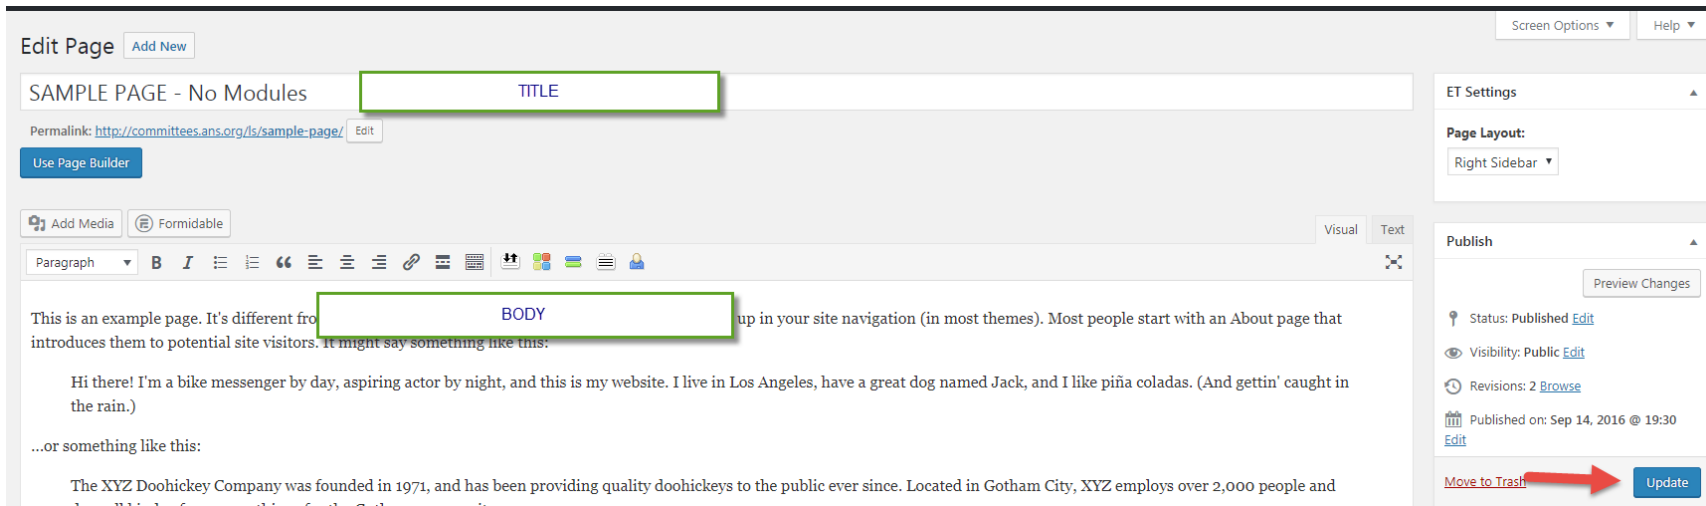 Screen Options ▼ Help ▼
Edit Page Add New
SAMPLE PAGE - No Modules TITLE
Permalink: http://committees.ans.org/ls/sample-page/ Edit
Use Page Builder
Add Media Formidable
Visual Text
Paragraph ▼ B I
This is an example page. It's different fro
BODY
up in your site navigation (in most themes). Most people start with an About page that
introduces them to potential site visitors. It might say something like this:
Hi there! I'm a bike messenger by day, aspiring actor by night, and this is my website. I live in Los Angeles, have a great dog named Jack, and I like piña coladas. (And gettin' caught in
the rain.)
...or something like this:
The XYZ Doohickey Company was founded in 1971, and has been providing quality doohickeys to the public ever since. Located in Gotham City, XYZ employs over 2,000 people and
ET Settings
Page Layout:
Right Sidebar ▼
Publish
Preview Changes
Status: Published Edit
Visibility: Public Edit
Revisions: 2 Browse
Published on: Sep 14, 2016 @ 19:30
Edit
Move to Trash Update